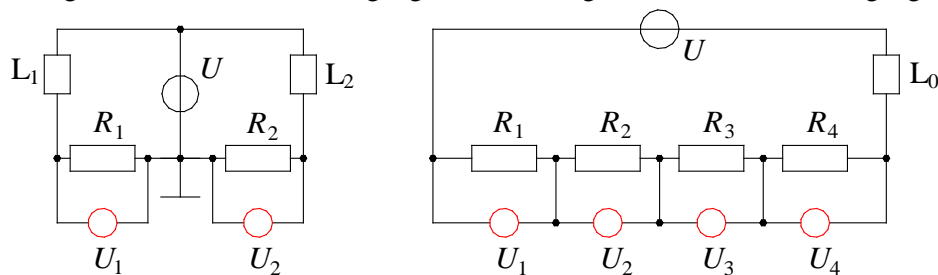 U
U
L₁
L₂
L₀
R₁
R₂
R₁
R₂
R₃
R₄
U₁
U₂
U₁
U₂
U₃
U₄